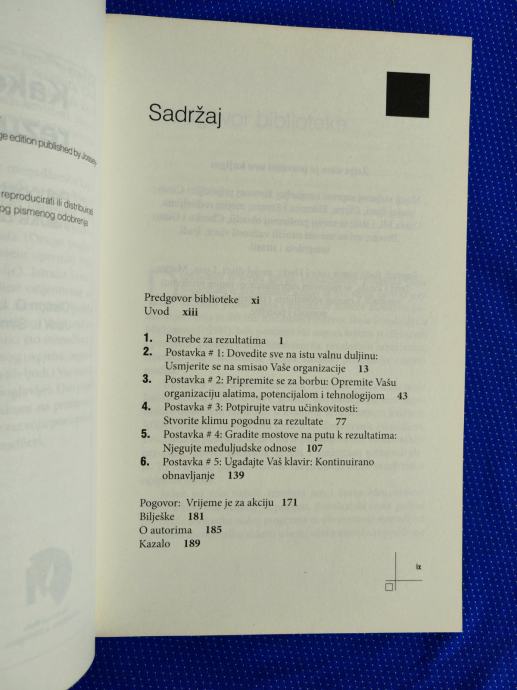 ge edition published by Jossey-
reproducirati ili distribuirati
og pismenog odobrenja
Sadržaj
Predgovor biblioteke xi
Uvod xiii
1. Potrebe za rezultatima 1
2. Postavka # 1: Dovedite sve na istu valnu duljinu:
Usmjerite se na smisao Vaše organizacije 13
3. Postavka # 2: Pripremite se za borbu: Opremite Vašu
organizaciju alatima, potencijalom i tehnologijom 43
4. Postavka # 3: Potpirujte vatru učinkovitosti:
Stvorite klimu pogodnu za rezultate 77
5. Postavka # 4: Gradite mostove na putu k rezultatima:
Njegujte međuljudske odnose 107
6. Postavka # 5: Ugađajte Vaš klavir: Kontinuirano
obnavljanje 139
Pogovor: Vrijeme je za akciju 171
Bilješke 181
O autorima 185
Kazalo 189
ix